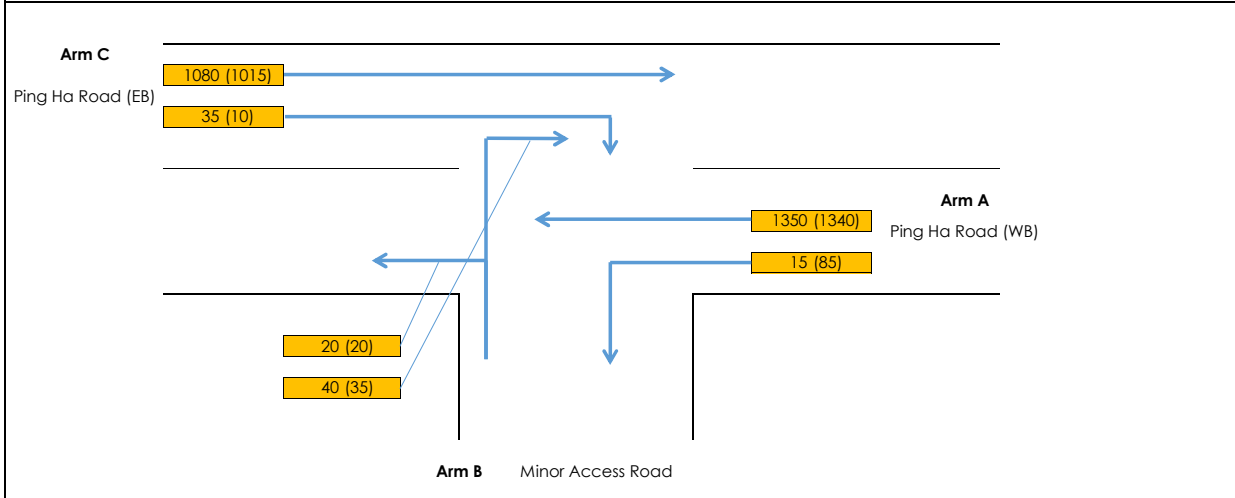 Arm C
1080 (1015)
Ping Ha Road (EB)
35 (10)
Arm A
1350 (1340)
Ping Ha Road (WB)
15 (85)
20 (20)
40 (35)
Arm B Minor Access Road